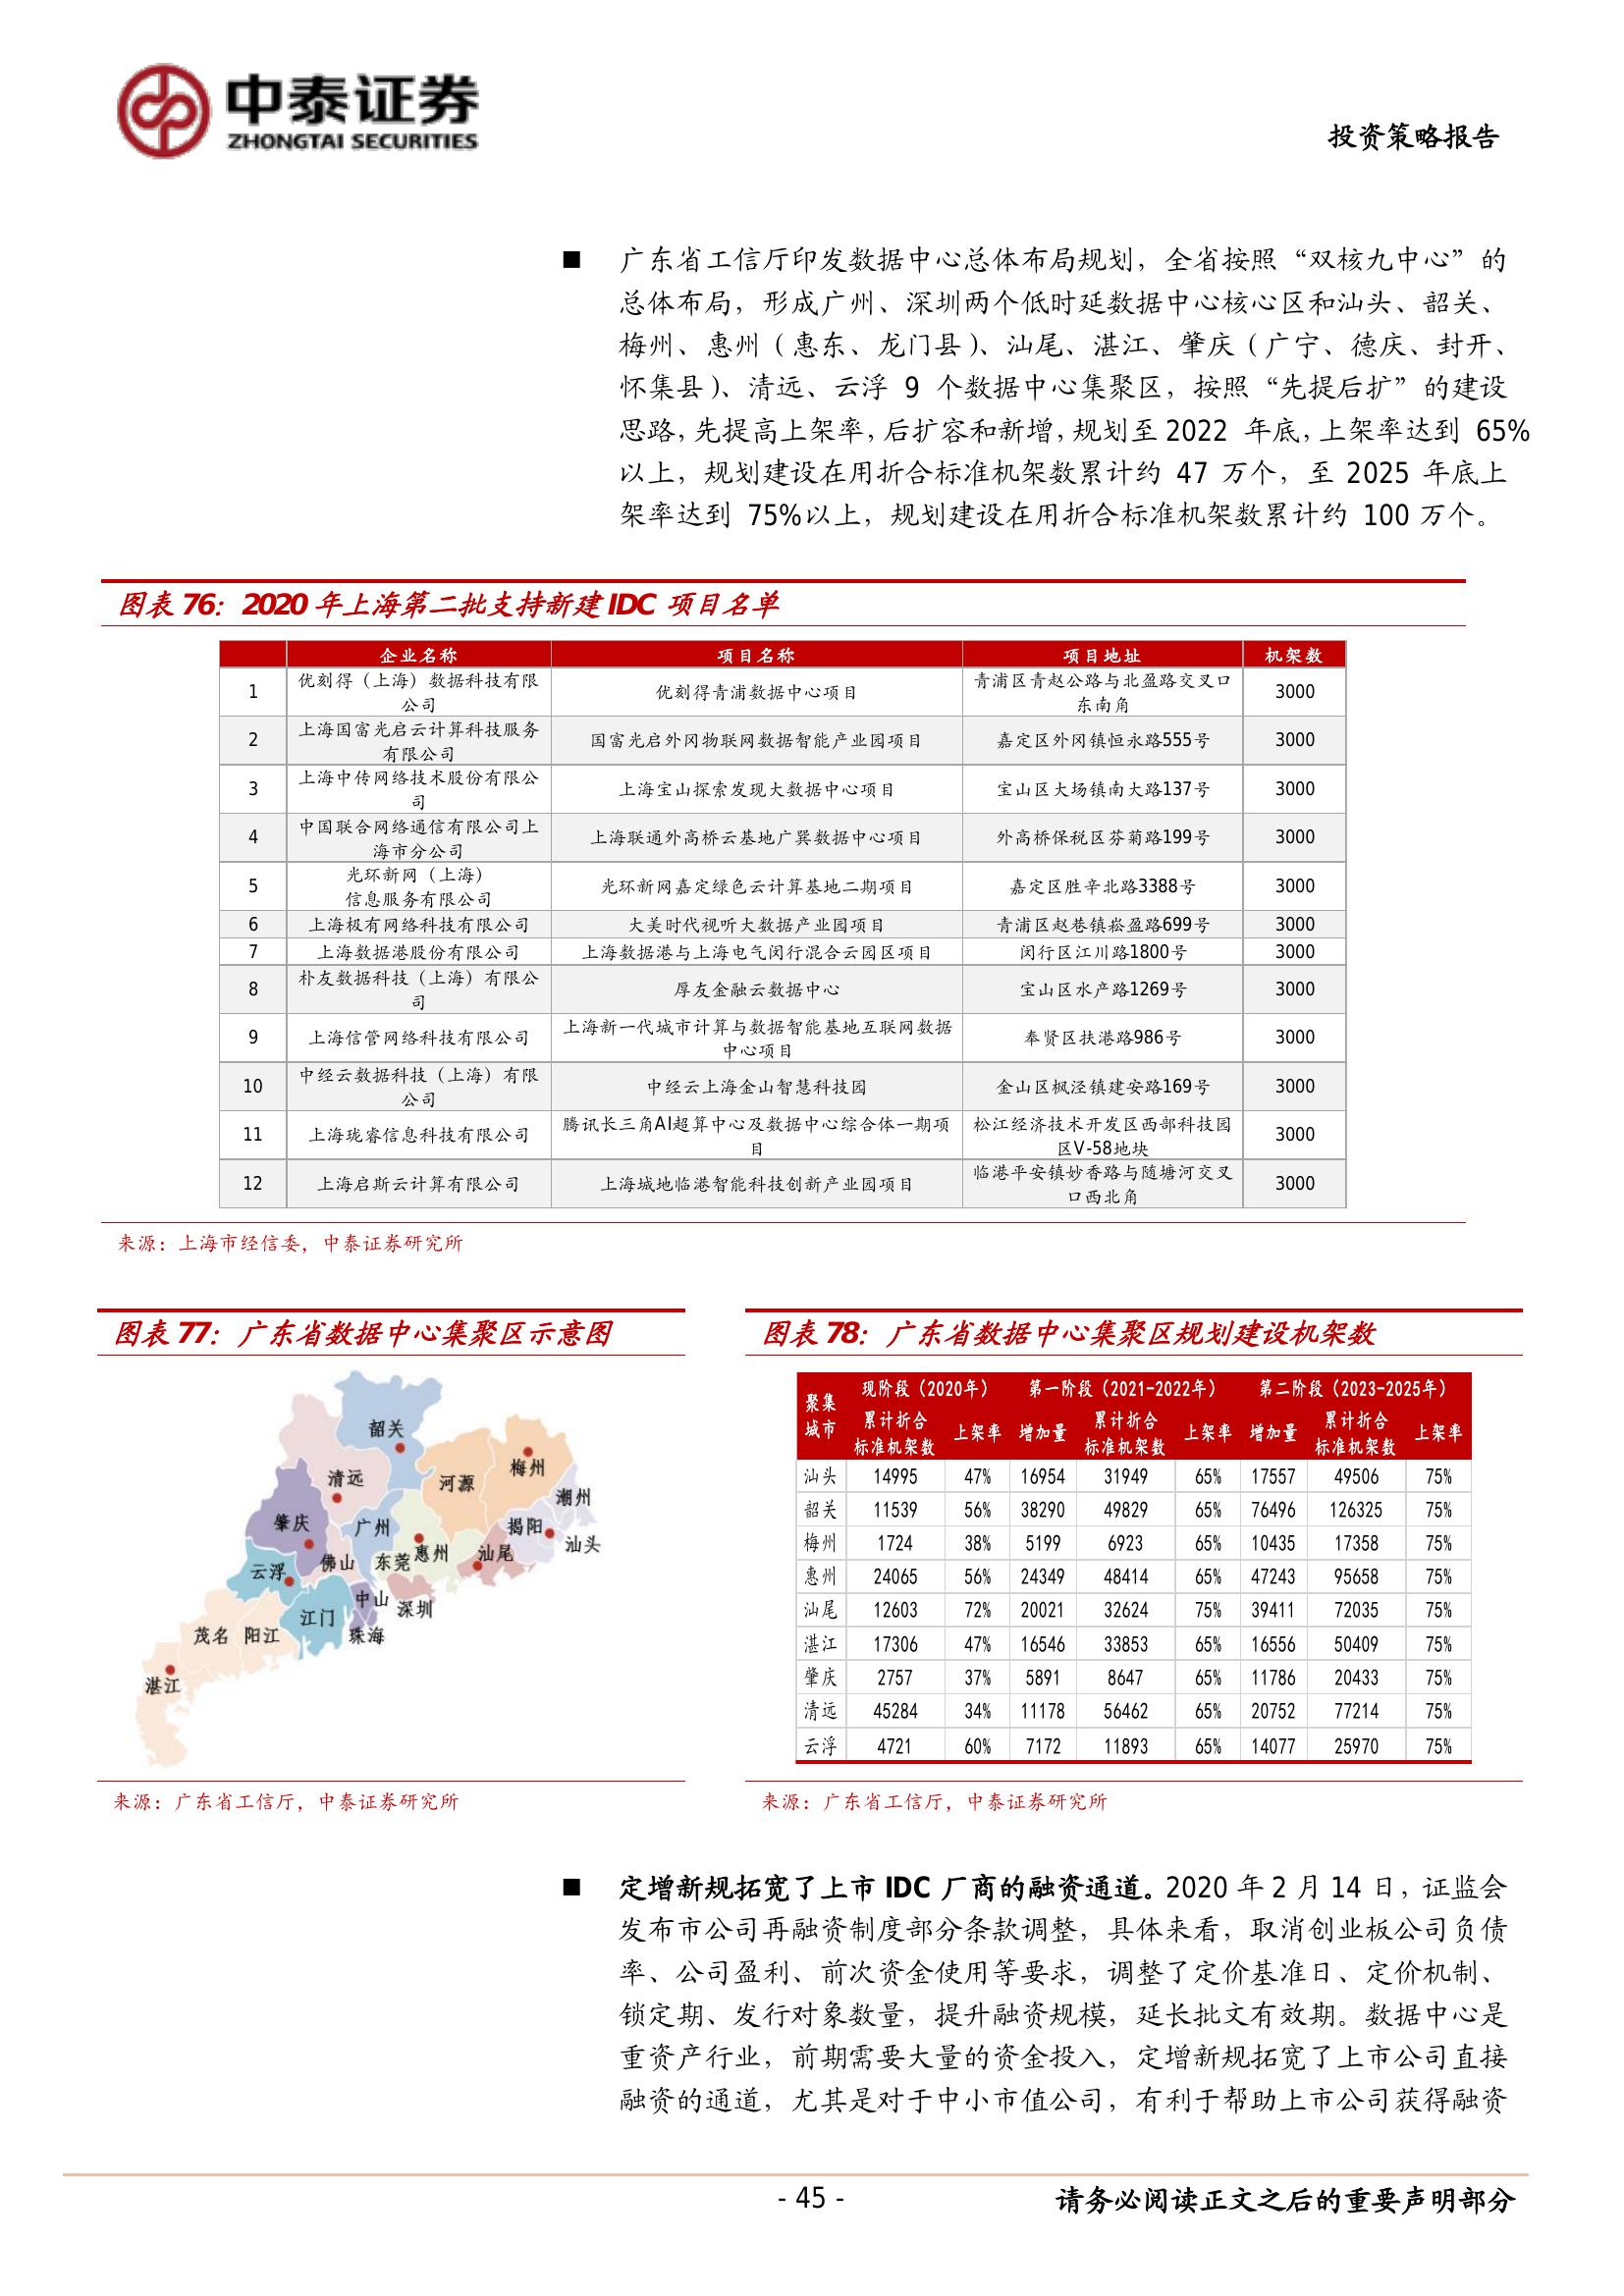 中泰证券
ZHONGTAI SECURITIES
投资策略报告
■ 广东省工信厅印发数据中心总体布局规划，全省按照“双核九中心”的
总体布局，形成广州、深圳两个低时延数据中心核心区和汕头、韶关、
梅州、惠州（惠东、龙门县）、汕尾、湛江、肇庆（广宁、德庆、封开、
怀集县）、清远、云浮 9 个数据中心集聚区，按照“先提后扩”的建设
思路，先提高上架率，后扩容和新增，规划至 2022 年底，上架率达到 65%
以上，规划建设在用折合标准机架数累计约 47 万个，至 2025 年底上
架率达到 75%以上，规划建设在用折合标准机架数累计约 100 万个。
图表 76：2020 年上海第二批支持新建 IDC 项目名单
企业名称 项目名称 项目地址 机架数
1 优刻得（上海）数据科技有限公司 优刻得青浦数据中心项目 青浦区青赵公路与北盈路交叉口东南角 3000
2 上海国富光启云计算科技服务有限公司 国富光启外冈物联网数据智能产业园项目 嘉定区外冈镇恒永路555号 3000
3 上海中传网络技术股份有限公司 上海宝山探索发现大数据中心项目 宝山区大场镇南大路137号 3000
4 中国联合网络通信有限公司上海市分公司 上海联通外高桥云基地广巽数据中心项目 外高桥保税区芬菊路199号 3000
5 光环新网（上海）信息服务有限公司 光环新网嘉定绿色云计算基地二期项目 嘉定区胜辛北路3388号 3000
6 上海极有网络科技有限公司 大美时代视听大数据产业园项目 青浦区赵巷镇崧盈路699号 3000
7 上海数据港股份有限公司 上海数据港与上海电气闵行混合云园区项目 闵行区江川路1800号 3000
8 朴友数据科技（上海）有限公司 厚友金融云数据中心 宝山区水产路1269号 3000
9 上海信管网络科技有限公司 上海新一代城市计算与数据智能基地互联网数据中心项目 奉贤区扶港路986号 3000
10 中经云数据科技（上海）有限公司 中经云上海金山智慧科技园 金山区枫泾镇建安路169号 3000
11 上海珑睿信息科技有限公司 腾讯长三角AI超算中心及数据中心综合体一期项目 松江经济技术开发区西部科技园区V-58地块 3000
12 上海启斯云计算有限公司 上海城地临港智能科技创新产业园项目 临港平安镇妙香路与随塘河交叉口西北角 3000
来源：上海市经信委，中泰证券研究所
图表 77：广东省数据中心集聚区示意图
韶关
清远
河源
梅州
潮州
肇庆
广州
揭阳
汕头
云浮
佛山
东莞
惠州
汕尾
中山
深圳
江门
珠海
茂名
阳江
湛江
来源：广东省工信厅，中泰证券研究所
图表 78：广东省数据中心集聚区规划建设机架数
聚集城市 现阶段（2020年） 第一阶段（2021-2022年） 第二阶段（2023-2025年）
累计折合标准机架数 上架率 增加量 累计折合标准机架数 上架率 增加量 累计折合标准机架数 上架率
汕头 14995 47% 16954 31949 65% 17557 49506 75%
韶关 11539 56% 38290 49829 65% 76496 126325 75%
梅州 1724 38% 5199 6923 65% 10435 17358 75%
惠州 24065 56% 24349 48414 65% 47243 95658 75%
汕尾 12603 72% 20021 32624 75% 39411 72035 75%
湛江 17306 47% 16546 33853 65% 16556 50409 75%
肇庆 2757 37% 5891 8647 65% 11786 20433 75%
清远 45284 34% 11178 56462 65% 20752 77214 75%
云浮 4721 60% 7172 11893 65% 14077 25970 75%
来源：广东省工信厅，中泰证券研究所
■ 定增新规拓宽了上市 IDC 厂商的融资通道。2020 年 2 月 14 日，证监会
发布市公司再融资制度部分条款调整，具体来看，取消创业板公司负债
率、公司盈利、前次资金使用等要求，调整了定价基准日、定价机制、
锁定期、发行对象数量，提升融资规模，延长批文有效期。数据中心是
重资产行业，前期需要大量的资金投入，定增新规拓宽了上市公司直接
融资的通道，尤其是对于中小市值公司，有利于帮助上市公司获得融资
- 45 -
请务必阅读正文之后的重要声明部分